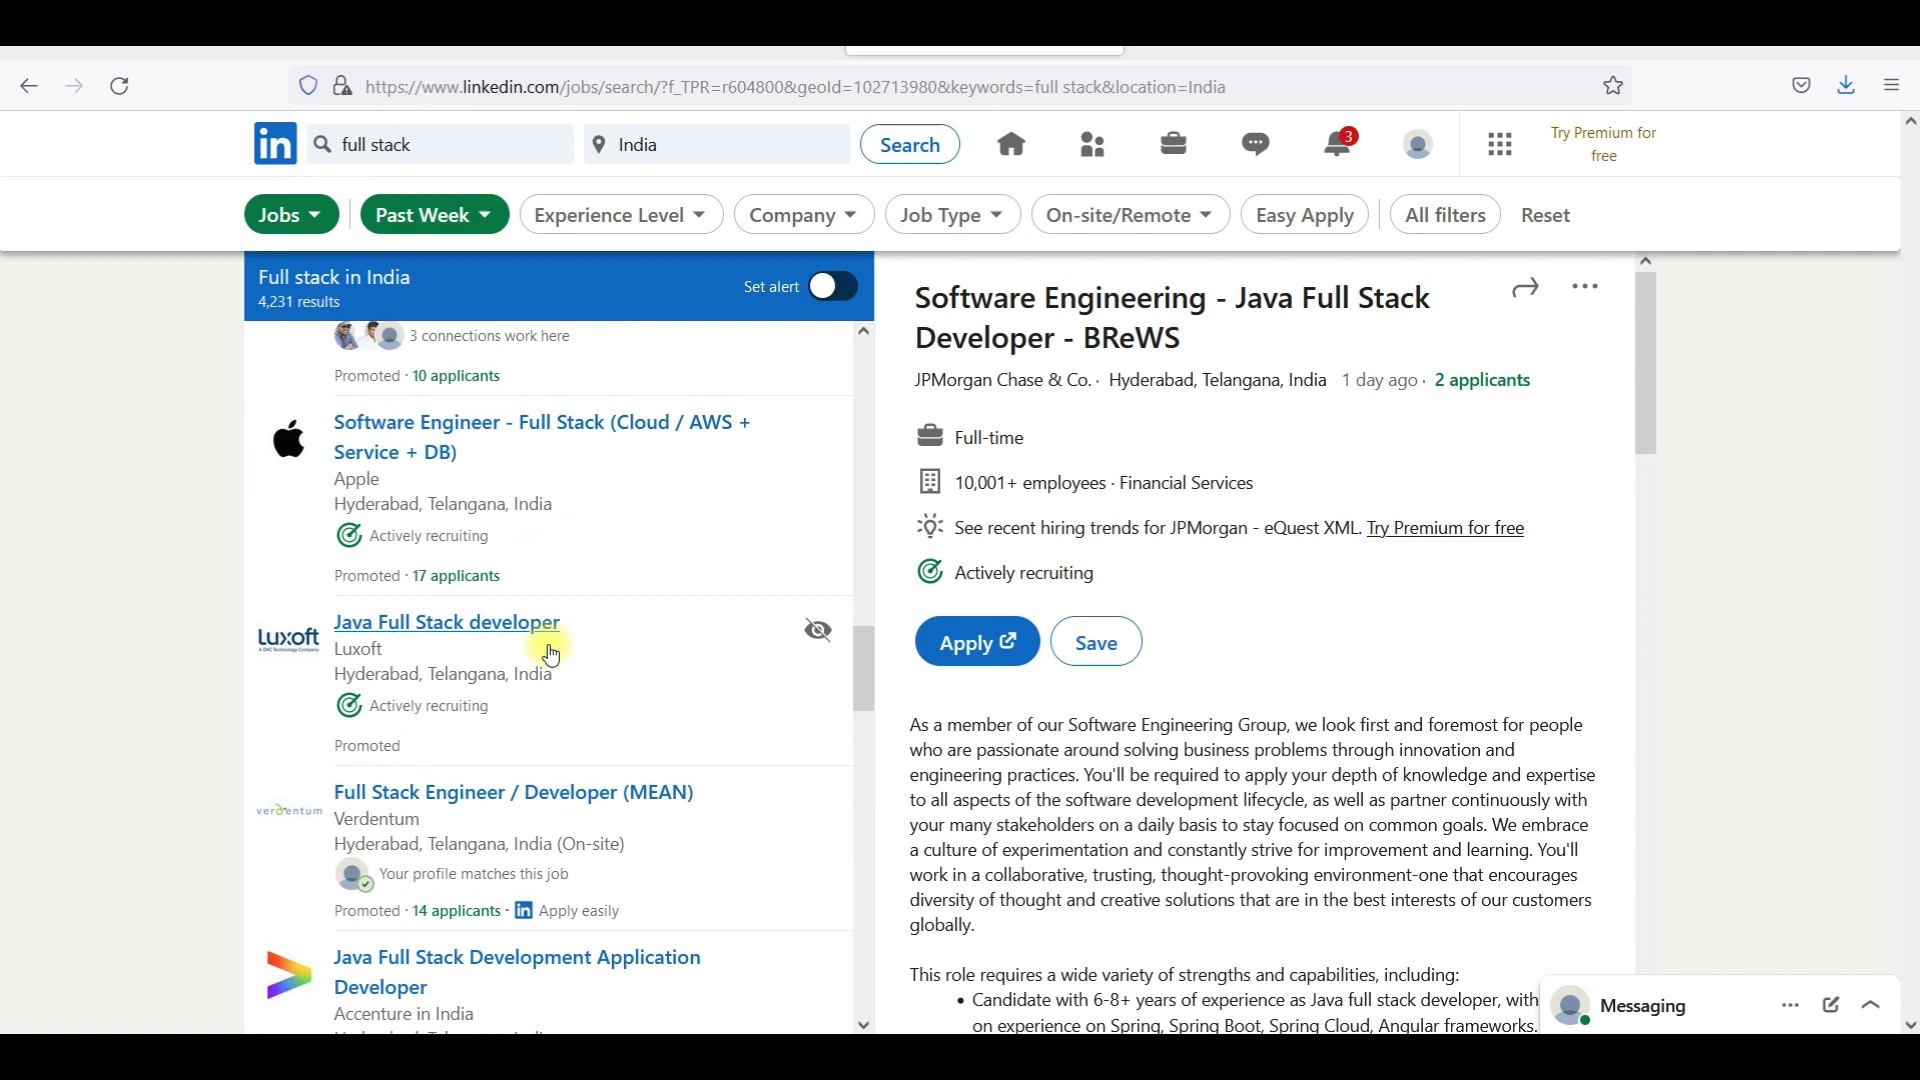 https://www.linkedin.com/jobs/search/?f_TPR=r604800&geoId=102713980&keywords=full stack&location=India
in
full stack
India
Search
3
Try Premium for
free
Jobs
Past Week
Experience Level
Company
Job Type
On-site/Remote
Easy Apply
All filters
Reset
Full stack in India
4,231 results
Set alert
3 connections work here
Promoted · 10 applicants
Software Engineer - Full Stack (Cloud / AWS +
Service + DB)
Apple
Hyderabad, Telangana, India
Actively recruiting
Promoted · 17 applicants
luxoft
A DXC Technology Company
Java Full Stack developer
Luxoft
Hyderabad, Telangana, India
Actively recruiting
Promoted
verdentum
Full Stack Engineer / Developer (MEAN)
Verdentum
Hyderabad, Telangana, India (On-site)
Your profile matches this job
Promoted · 14 applicants · in Apply easily
Java Full Stack Development Application
Developer
Accenture in India
Software Engineering - Java Full Stack
Developer - BReWS
JPMorgan Chase & Co. · Hyderabad, Telangana, India 1 day ago · 2 applicants
Full-time
10,001+ employees · Financial Services
See recent hiring trends for JPMorgan - eQuest XML. Try Premium for free
Actively recruiting
Apply
Save
As a member of our Software Engineering Group, we look first and foremost for people
who are passionate around solving business problems through innovation and
engineering practices. You'll be required to apply your depth of knowledge and expertise
to all aspects of the software development lifecycle, as well as partner continuously with
your many stakeholders on a daily basis to stay focused on common goals. We embrace
a culture of experimentation and constantly strive for improvement and learning. You'll
work in a collaborative, trusting, thought-provoking environment-one that encourages
diversity of thought and creative solutions that are in the best interests of our customers
globally.
This role requires a wide variety of strengths and capabilities, including:
• Candidate with 6-8+ years of experience as Java full stack developer, with
on experience on Spring, Spring Boot, Spring Cloud, Angular frameworks.
Messaging